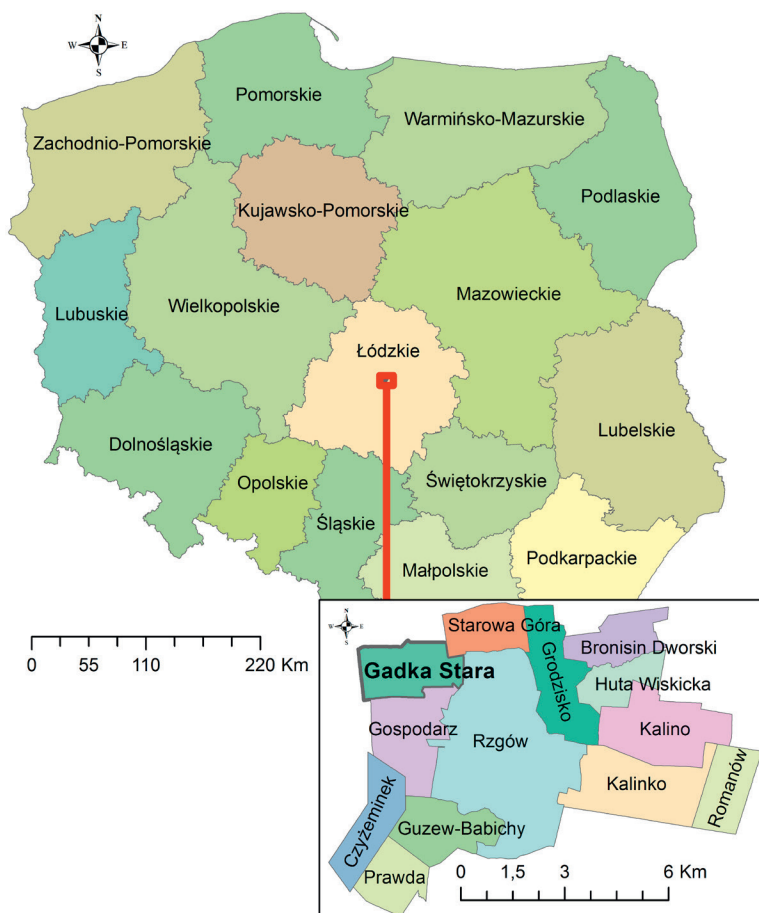 N
W E
S
Pomorskie
Zachodnio-Pomorskie
Warmińsko-Mazurskie
Podlaskie
Kujawsko-Pomorskie
Mazowieckie
Wielkopolskie
Lubuskie
Łódzkie
Dolnośląskie
Lubelskie
Opolskie
Świętokrzyskie
Śląskie
Podkarpackie
Małpolskie
0 55 110 220 Km
N
W E
S
Starowa Góra
Bronisin Dworski
Gadka Stara
Grodzisko
Huta Wiskicka
Gospodarz
Rzgów
Kalino
Romanów
Kalinko
Czyżeminek
Guzew-Babichy
Prawda
0 1,5 3 6 Km